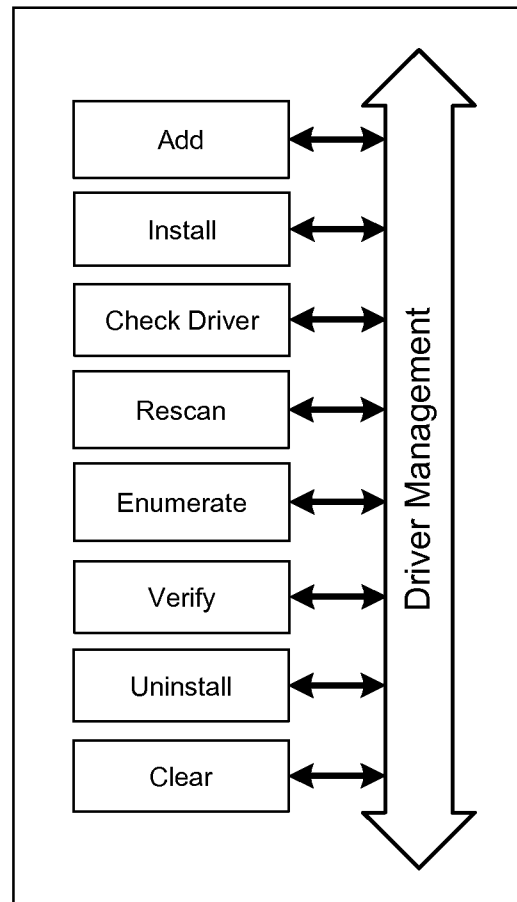 Add
Install
Check Driver
Rescan
Enumerate
Verify
Uninstall
Clear
Driver Management